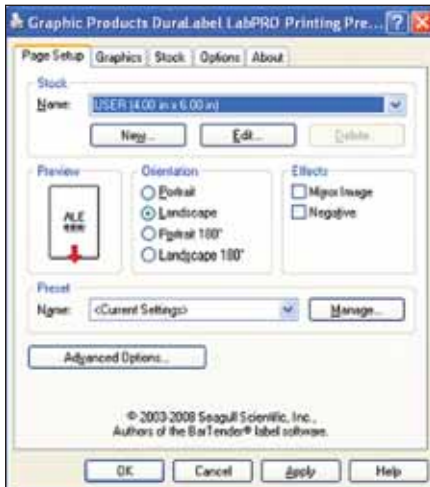 Graphic Products DuraLabel LabPRO Printing Pre...
Page Setup Graphics Stock Options About
Stock
Name: USER (4.00 in x 6.00 in)
New... Edit... Delete
Preview
ALE
Orientation
Portrait
Landscape
Portrait 180°
Landscape 180°
Effects
Mirror Image
Negative
Preset
Name: <Current Settings> Manage...
Advanced Options...
© 2003-2008 Seagull Scientific, Inc.,
Authors of the BarTender® label software.
OK Cancel Apply Help